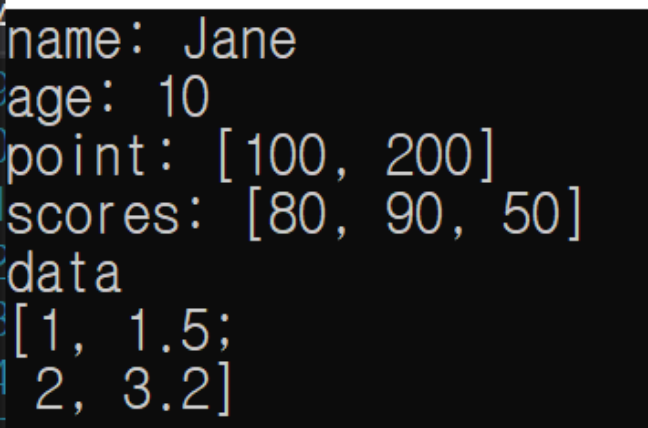 name: Jane
age: 10
point: [100, 200]
scores: [80, 90, 50]
data
[1, 1.5;
 2, 3.2]